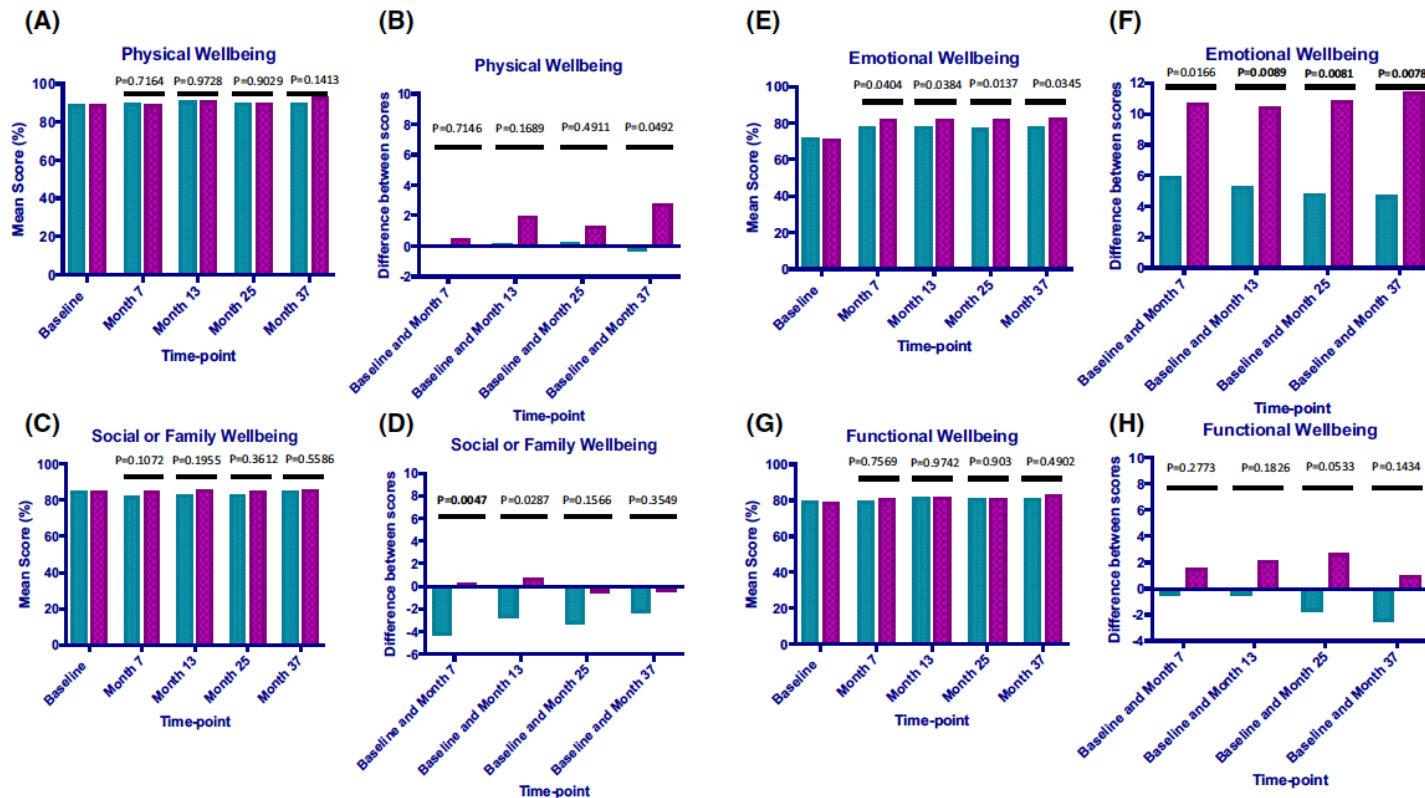 (A)
Physical Wellbeing
P=0.7164 P=0.9728 P=0.9029 P=0.1413
Mean Score (%)
100
80
60
40
20
0
Baseline
Month 7
Month 13
Month 25
Month 37
Time-point
(B)
Physical Wellbeing
P=0.7146 P=0.1689 P=0.4911 P=0.0492
Difference between scores
10
8
6
4
2
0
-2
Baseline and Month 7
Baseline and Month 13
Baseline and Month 25
Baseline and Month 37
Time-point
(C)
Social or Family Wellbeing
P=0.1072 P=0.1955 P=0.3612 P=0.5586
Mean Score (%)
100
80
60
40
20
0
Baseline
Month 7
Month 13
Month 25
Month 37
Time-point
(D)
Social or Family Wellbeing
P=0.0047 P=0.0287 P=0.1566 P=0.3549
Difference between scores
10
8
6
4
2
0
-2
-4
-6
Baseline and Month 7
Baseline and Month 13
Baseline and Month 25
Baseline and Month 37
Time-point
(E)
Emotional Wellbeing
P=0.0404 P=0.0384 P=0.0137 P=0.0345
Mean Score (%)
100
80
60
40
20
0
Baseline
Month 7
Month 13
Month 25
Month 37
Time-point
(F)
Emotional Wellbeing
P=0.0166 P=0.0089 P=0.0081 P=0.0078
Difference between scores
12
10
8
6
4
2
0
Baseline and Month 7
Baseline and Month 13
Baseline and Month 25
Baseline and Month 37
Time-point
(G)
Functional Wellbeing
P=0.7569 P=0.9742 P=0.903 P=0.4902
Mean Score (%)
100
80
60
40
20
0
Baseline
Month 7
Month 13
Month 25
Month 37
Time-point
(H)
Functional Wellbeing
P=0.2773 P=0.1826 P=0.0533 P=0.1434
Difference between scores
10
8
6
4
2
0
-2
-4
Baseline and Month 7
Baseline and Month 13
Baseline and Month 25
Baseline and Month 37
Time-point